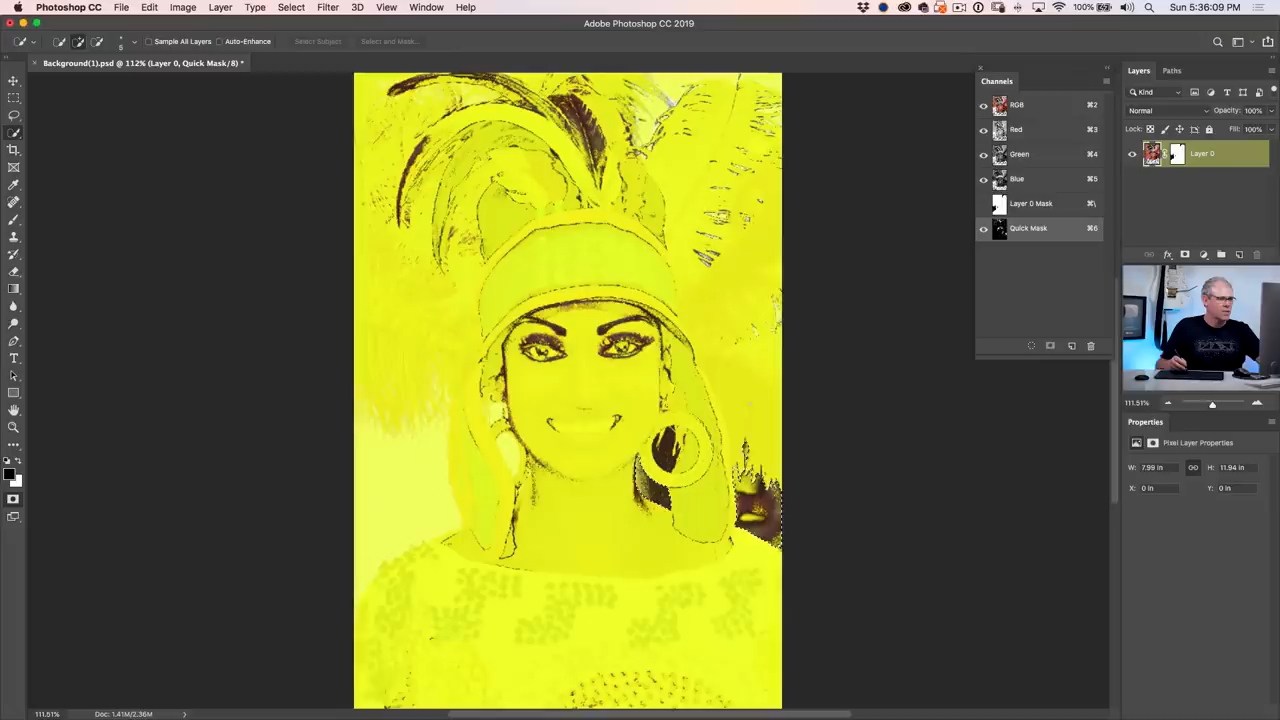 Photoshop CC File Edit Image Layer Type Select Filter 3D View Window Help 100% Sun 5:36:09 PM
Adobe Photoshop CC 2019
Sample All Layers Auto-Enhance Select Subject Select and Mask...
Background(1).psd @ 112% (Layer 0, Quick Mask/8) *
Channels
RGB ⌘2
Red ⌘3
Green ⌘4
Blue ⌘5
Layer 0 Mask ⌘\
Quick Mask ⌘6
Layers Paths
Kind
Normal Opacity: 100%
Lock: Fill: 100%
Layer 0
fx
111.51%
Properties
Pixel Layer Properties
W: 7.99 in H: 11.94 in
X: 0 in Y: 0 in
111.51% Doc: 1.41M/2.36M